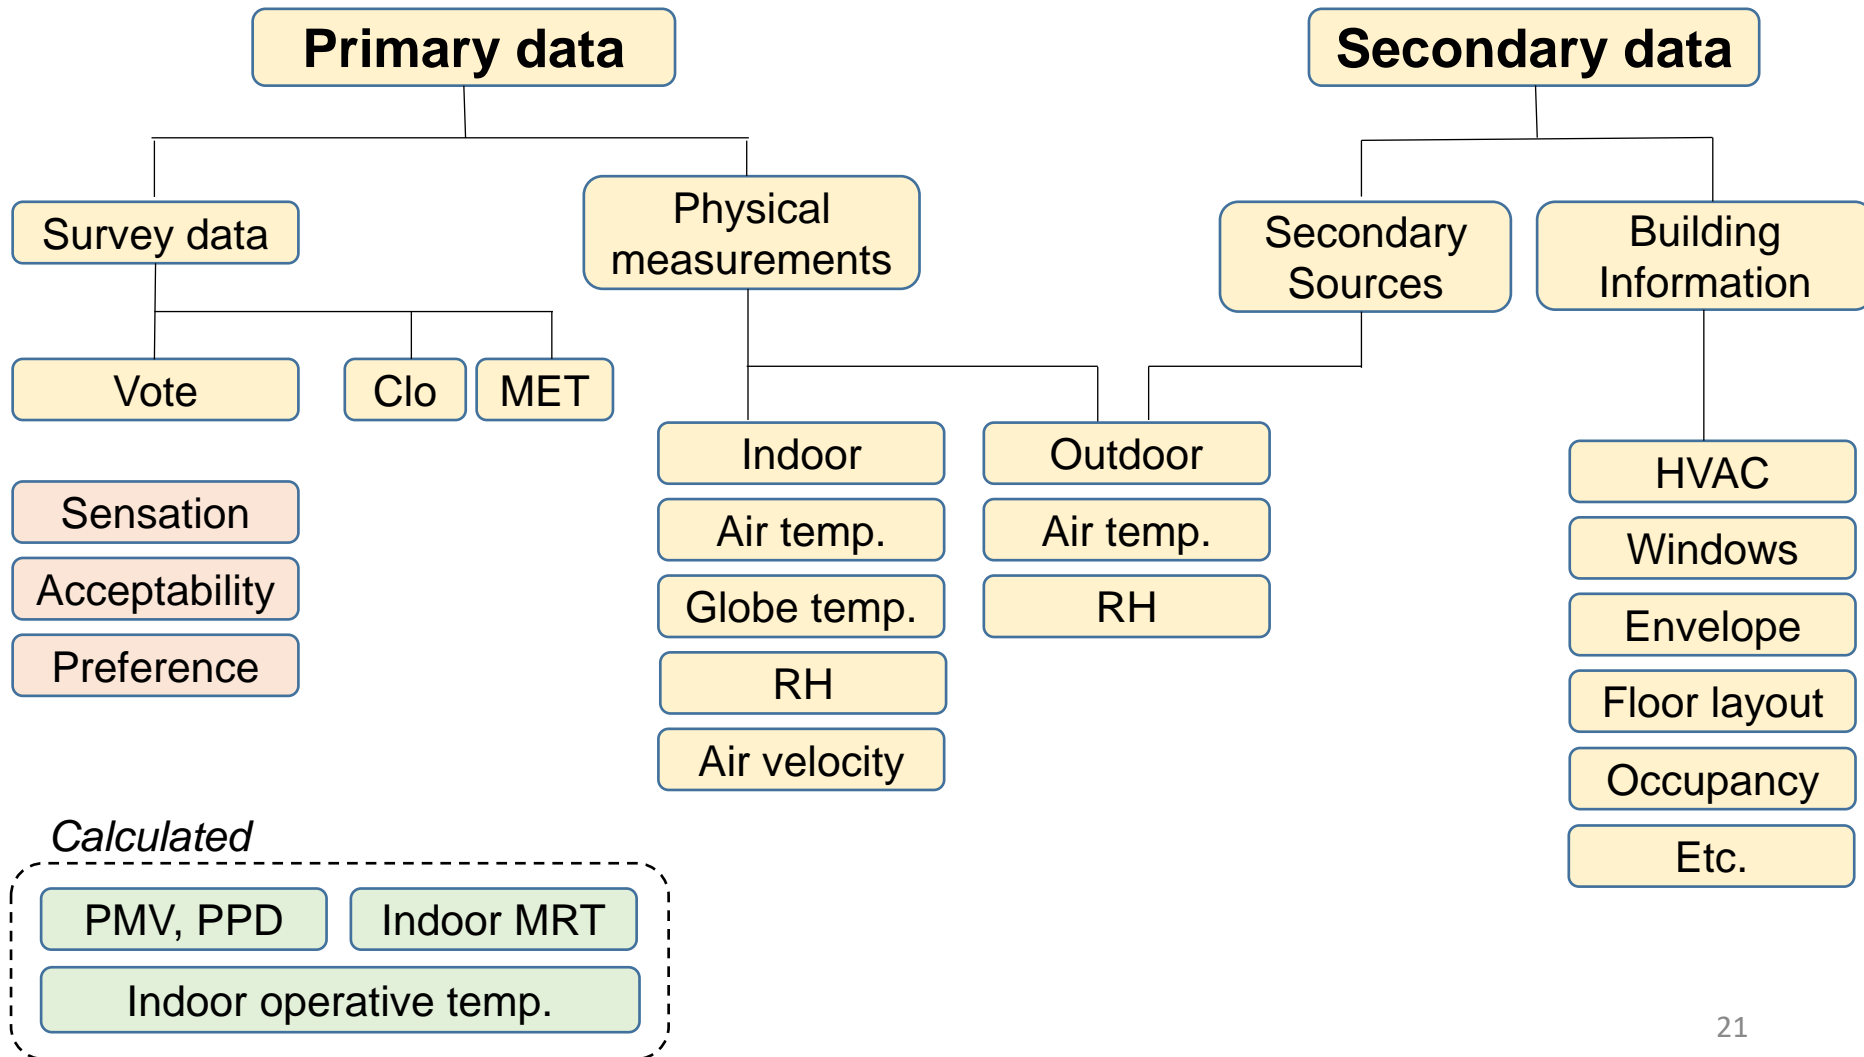 Primary data
Secondary data
Survey data
Physical
measurements
Secondary
Sources
Building
Information
Vote
Clo
MET
Sensation
Acceptability
Preference
Indoor
Air temp.
Globe temp.
RH
Air velocity
Outdoor
Air temp.
RH
HVAC
Windows
Envelope
Floor layout
Occupancy
Etc.
Calculated
PMV, PPD
Indoor MRT
Indoor operative temp.
21